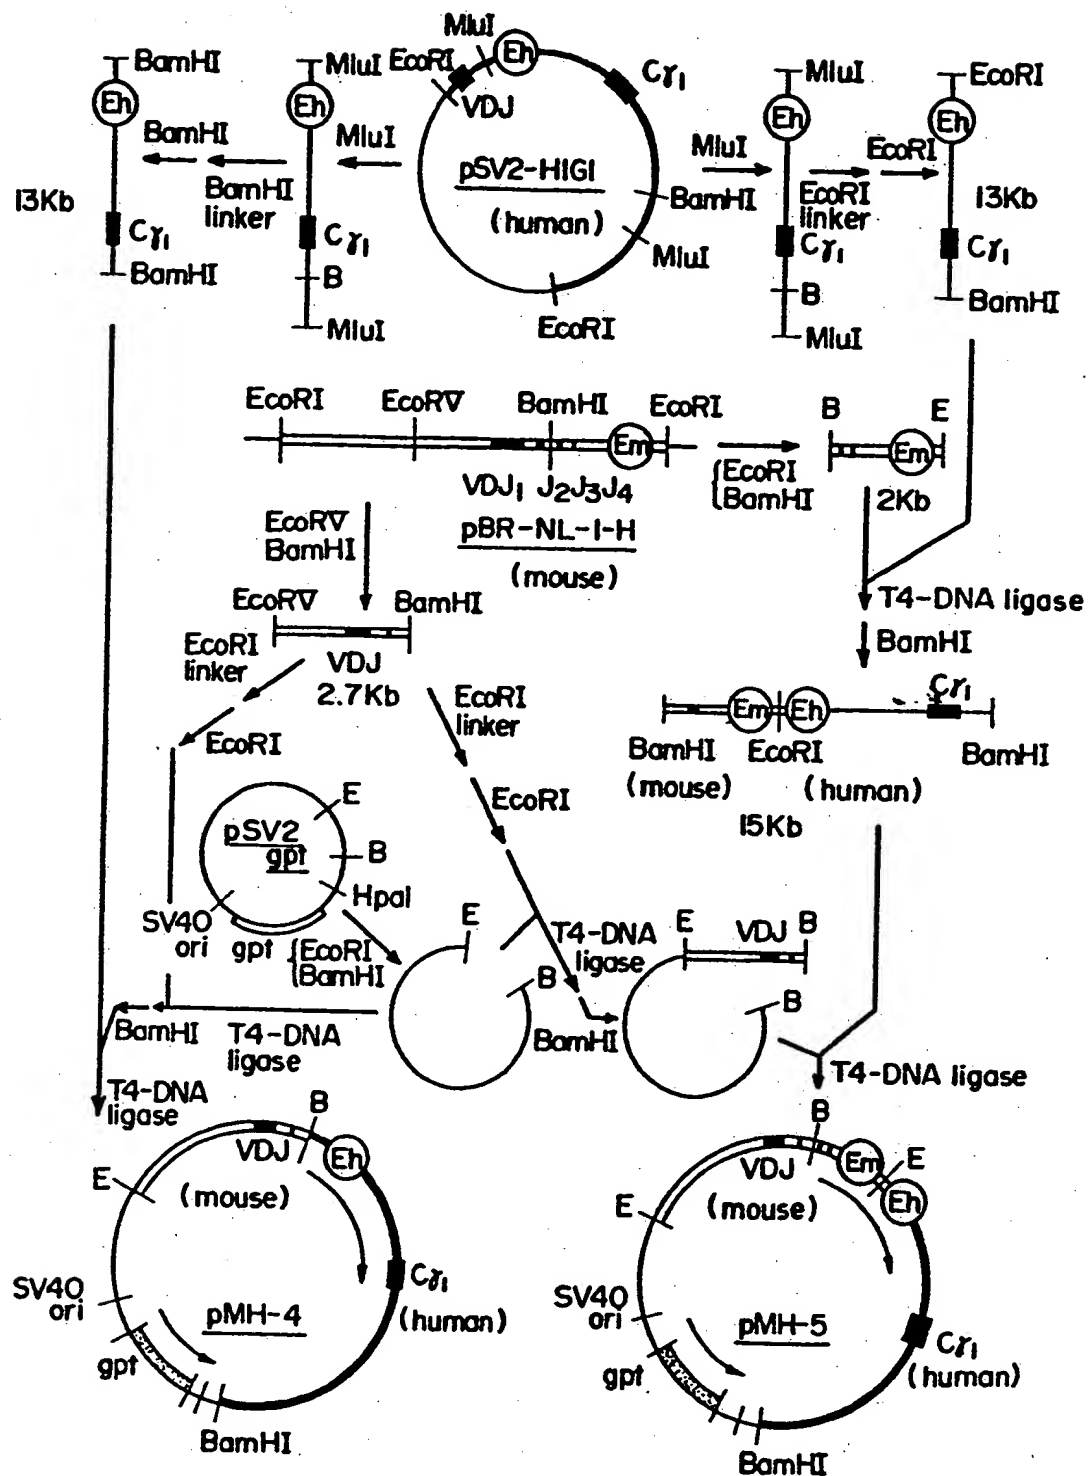 BamHI
Eh
13Kb
Cγ1
BamHI
BamHI
BamHI
linker
MluI
Eh
Cγ1
B
MluI
MluI
MluI
EcoRI
VDJ
Eh
Cγ1
pSV2-HIGI
(human)
BamHI
MluI
EcoRI
MluI
MluI
Eh
Cγ1
B
MluI
EcoRI
linker
EcoRI
EcoRI
Eh
13Kb
Cγ1
BamHI
EcoRI
EcoRV
BamHI
EcoRI
Em
VDJ1 J2J3J4
pBR-NL-I-H
(mouse)
EcoRI
BamHI
B
E
Em
2Kb
EcoRV
BamHI
T4-DNA ligase
BamHI
EcoRV
BamHI
VDJ
2.7Kb
EcoRI
linker
EcoRI
EcoRI
linker
EcoRI
Em
Eh
Cγ1
BamHI
EcoRI
BamHI
(mouse)
(human)
15Kb
pSV2
gpt
E
B
HpaI
SV40
ori
gpt
EcoRI
BamHI
E
B
T4-DNA
ligase
BamHI
E
VDJ
B
B
BamHI
T4-DNA
ligase
T4-DNA
ligase
T4-DNA ligase
B
VDJ
Eh
E
(mouse)
SV40
ori
pMH-4
Cγ1
(human)
gpt
BamHI
B
VDJ
Em
E
Eh
E
(mouse)
SV40
ori
pMH-5
Cγ1
(human)
gpt
BamHI